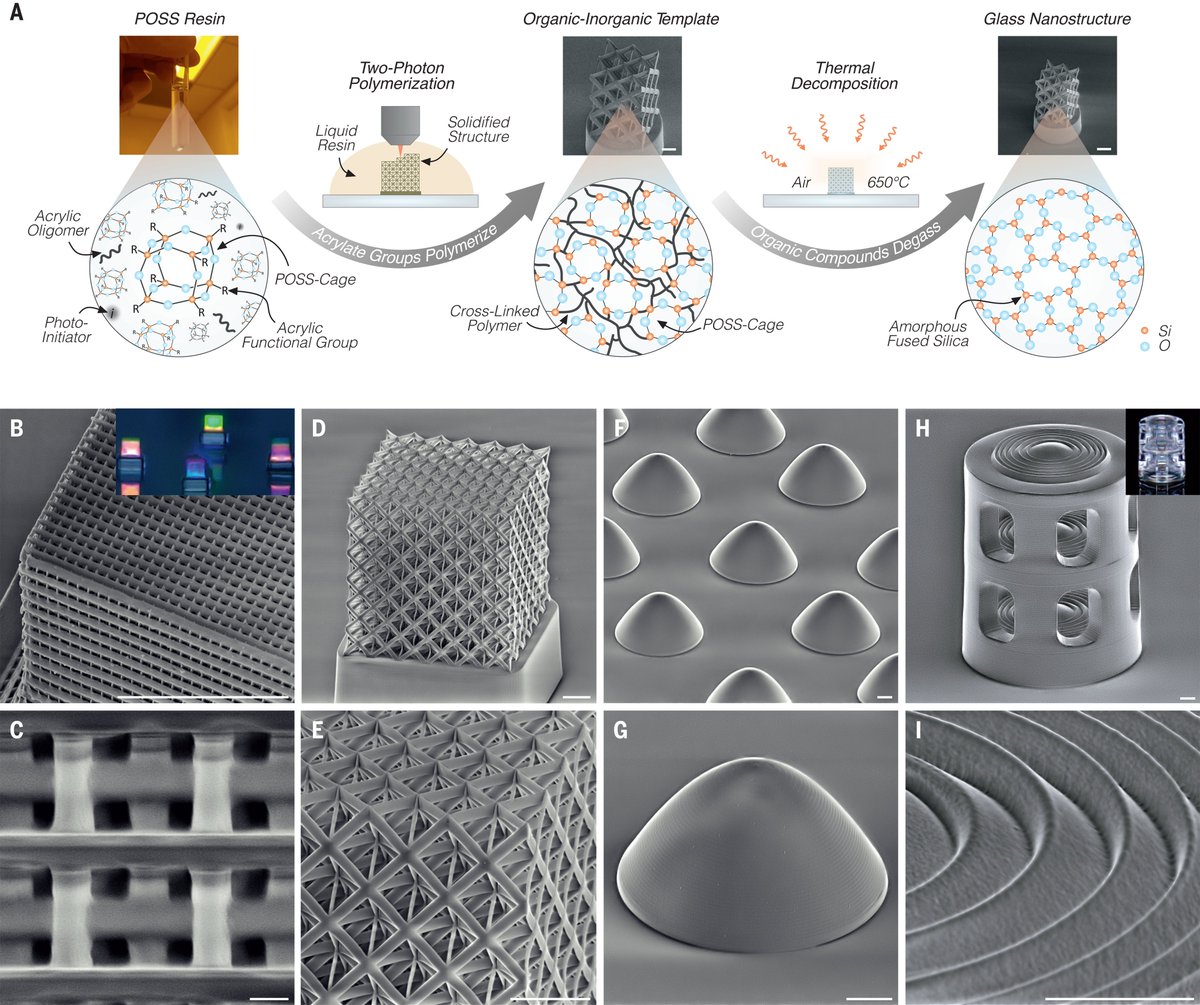 A
POSS Resin
Organic-Inorganic Template
Glass Nanostructure
Two-Photon
Polymerization
Thermal
Decomposition
Liquid
Resin
Solidified
Structure
Air
650°C
Acrylic
Oligomer
R
R
R
R
R
R
R
R
R
R
R
R
R
POSS-Cage
Photo-
Initiator
i
Acrylic
Functional Group
Acrylate Groups Polymerize
Cross-Linked
Polymer
POSS-Cage
Organic Compounds Degass
Amorphous
Fused Silica
Si
O
B
D
F
H
C
E
G
I